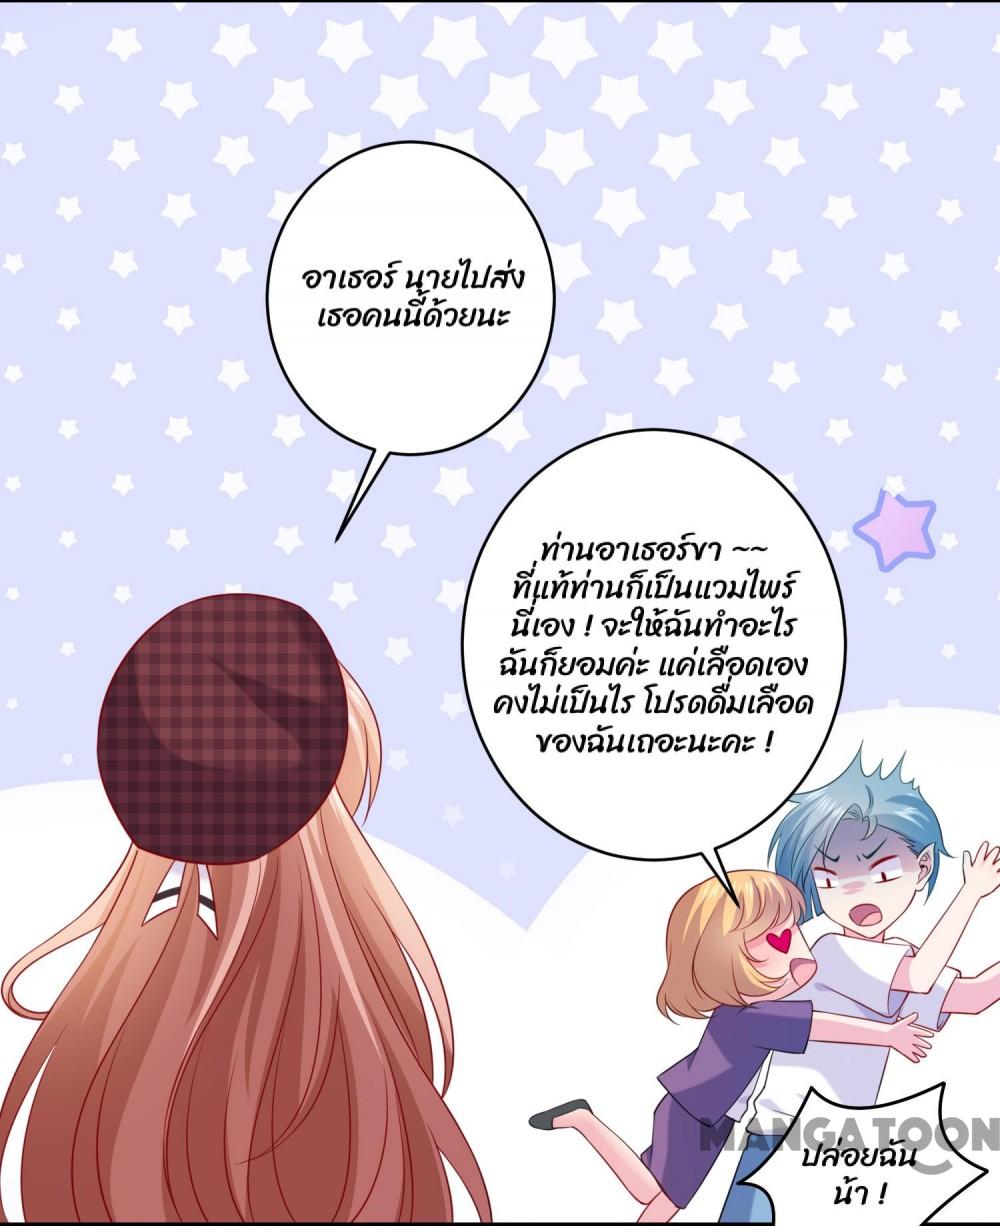 อาเธอร์ นายไปส่ง
เธอคนนี้ด้วยนะ
ท่านอาเธอร์ขา ~~
ที่แท้ท่านก็เป็นแวมไพร์
นี่เอง ! จะให้ฉันทำอะไร
ฉันก็ยอมค่ะ แค่เลือดเอง
คงไม่เป็นไร โปรดดื่มเลือด
ของฉันเถอะนะคะ !
MANGATOON
ปล่อยฉัน
น้า !